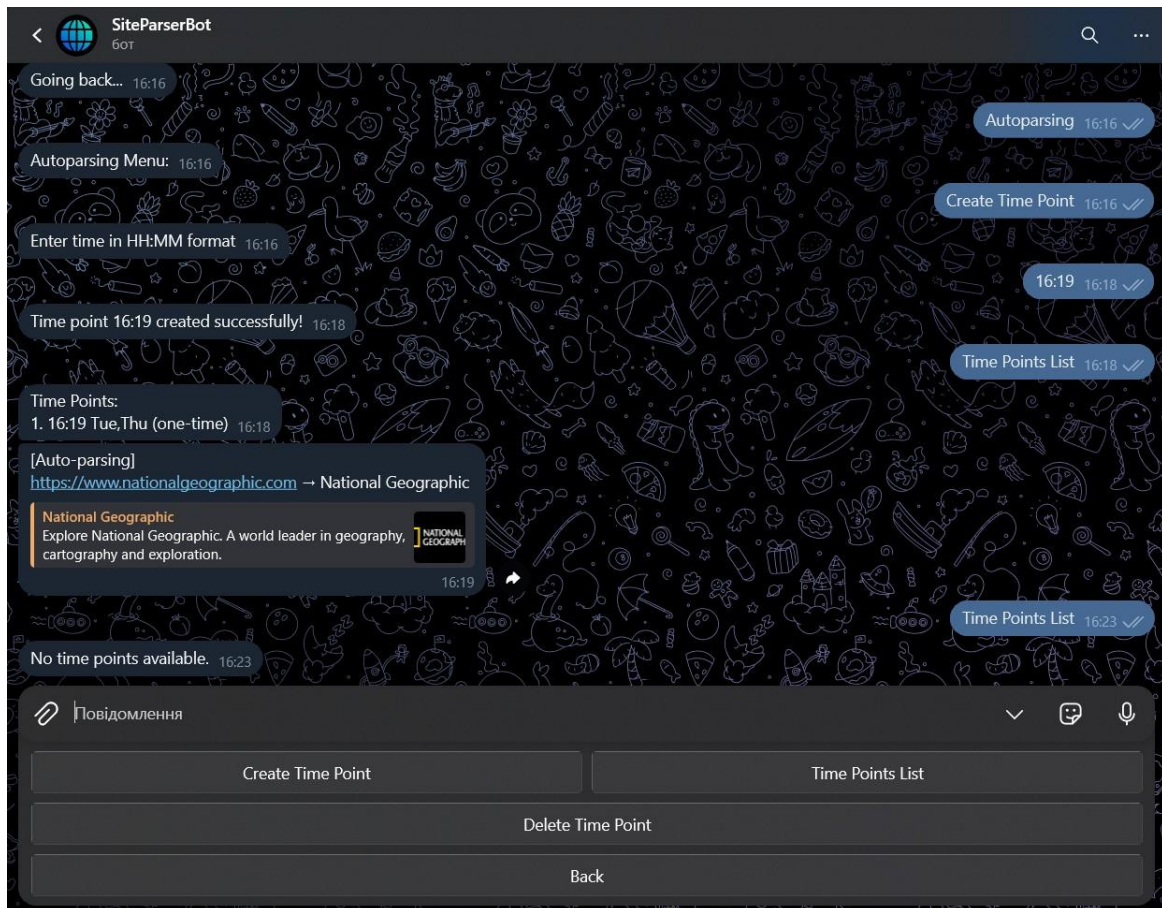 SiteParserBot
бот
Going back... 16:16
Autoparsing 16:16
Autoparsing Menu: 16:16
Create Time Point 16:16
Enter time in HH:MM format 16:16
16:19 16:18
Time point 16:19 created successfully! 16:18
Time Points List 16:18
Time Points:
1. 16:19 Tue,Thu (one-time) 16:18
[Auto-parsing]
https://www.nationalgeographic.com → National Geographic
National Geographic
Explore National Geographic. A world leader in geography,
cartography and exploration.
NATIONAL
GEOGRAPH
16:19
Time Points List 16:23
No time points available. 16:23
Повідомлення
Create Time Point
Time Points List
Delete Time Point
Back